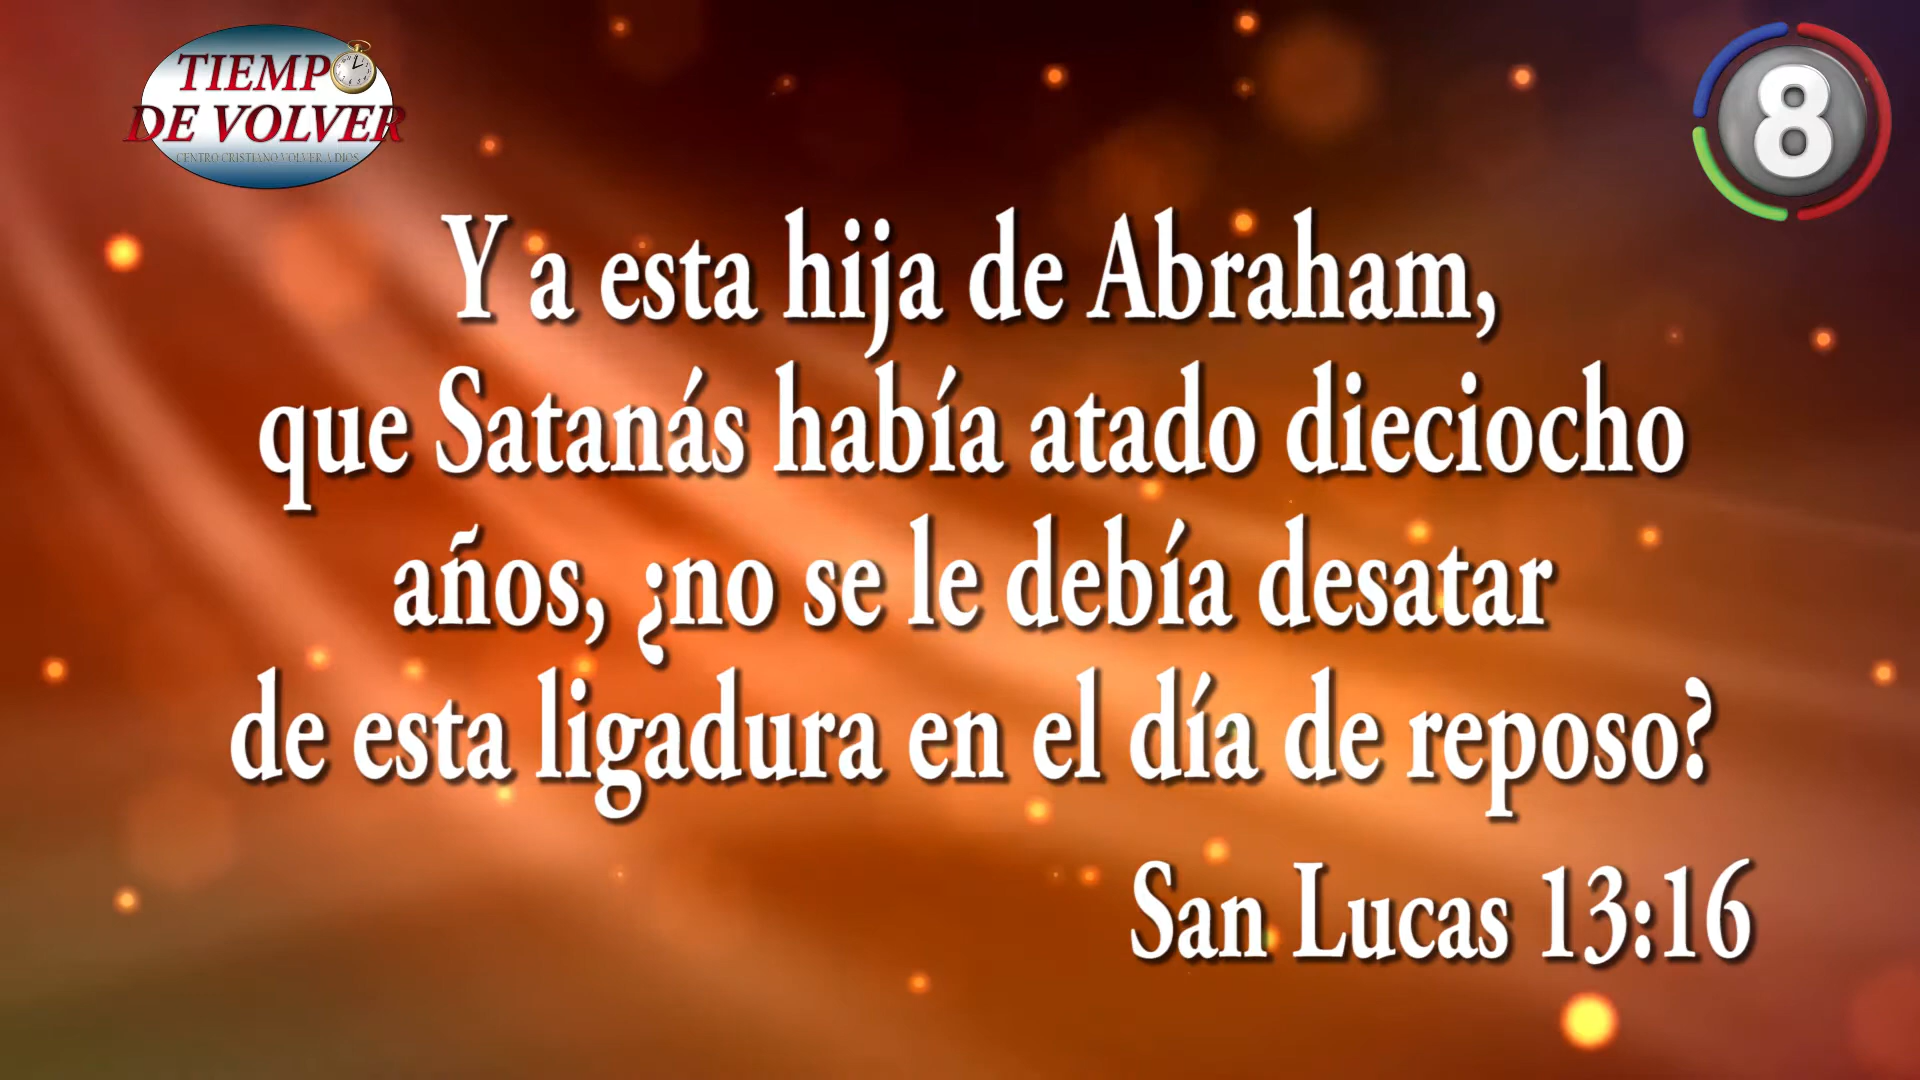 TIEMPO
DE VOLVER
CENTRO CRISTIANO VOLVER A DIOS
8
Y a esta hija de Abraham,
que Satanás había atado dieciocho
años, ¿no se le debía desatar
de esta ligadura en el día de reposo?
San Lucas 13:16